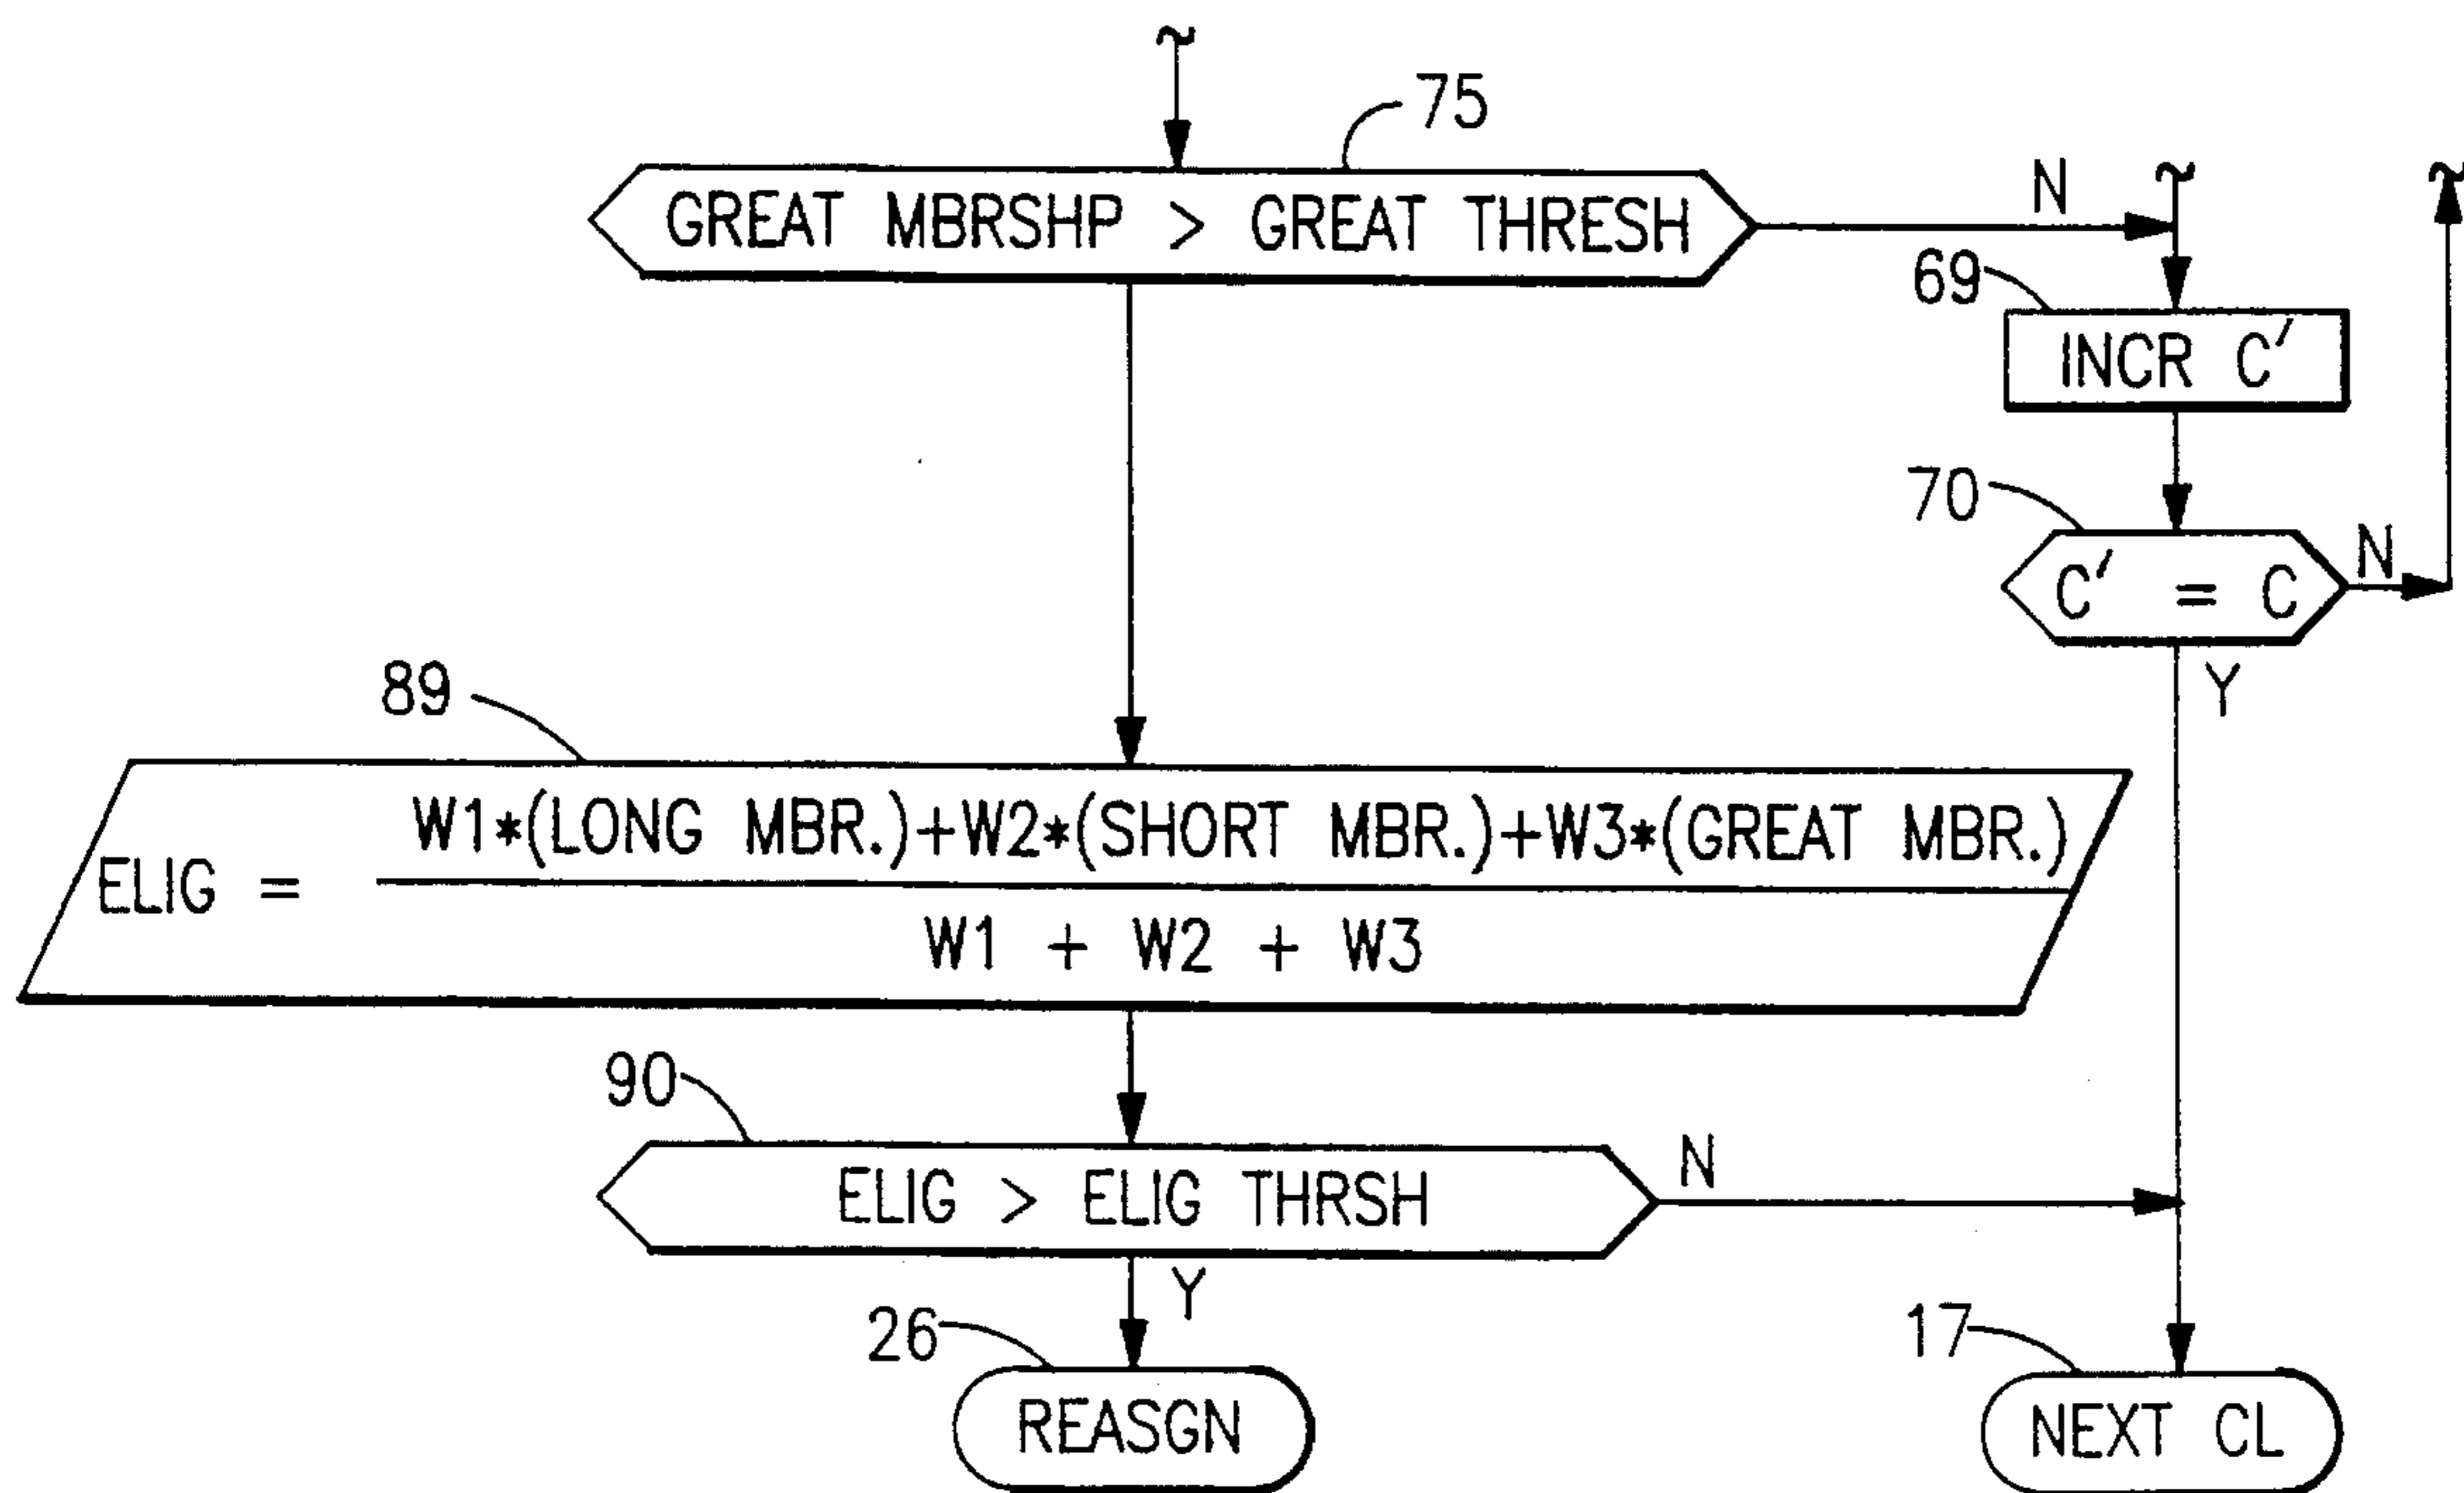 75
GREAT MBRSHP > GREAT THRESH
N
69
INCR C′
70
C′ = C
N
Y
89
W1*(LONG MBR.)+W2*(SHORT MBR.)+W3*(GREAT MBR.)
ELIG =
W1 + W2 + W3
90
ELIG > ELIG THRSH
N
Y
26
REASGN
17
NEXT CL